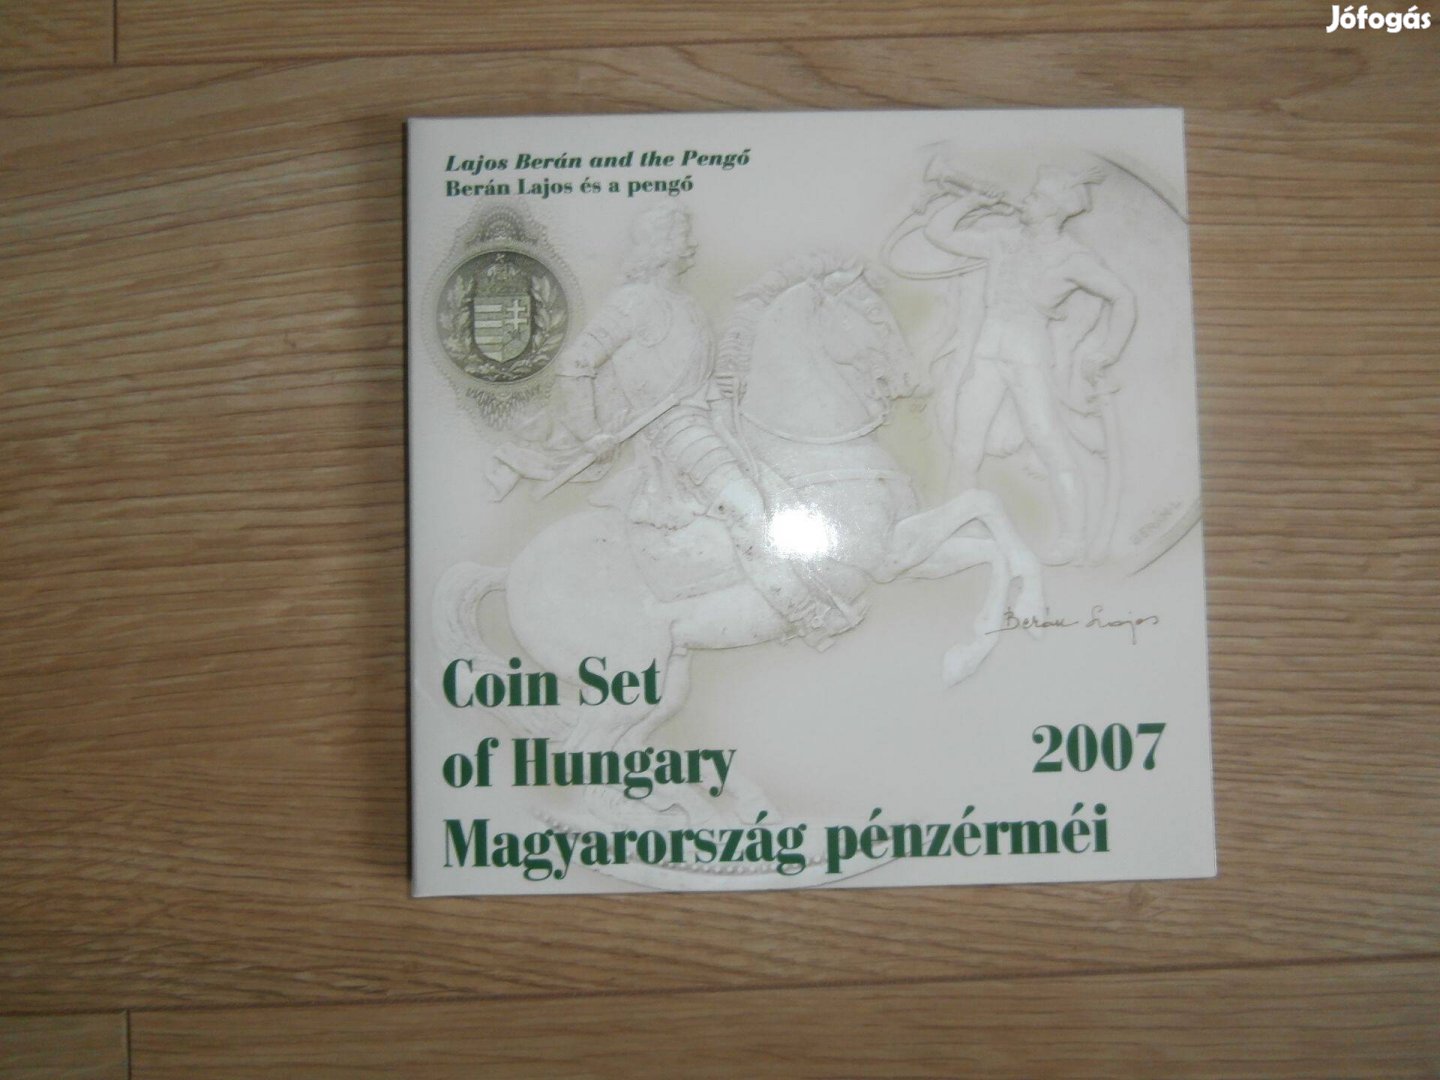 Jófogás
Lajos Berán and the Pengő
Berán Lajos és a pengő
Berán Lajos
Coin Set
of Hungary
2007
Magyarország pénzérméi